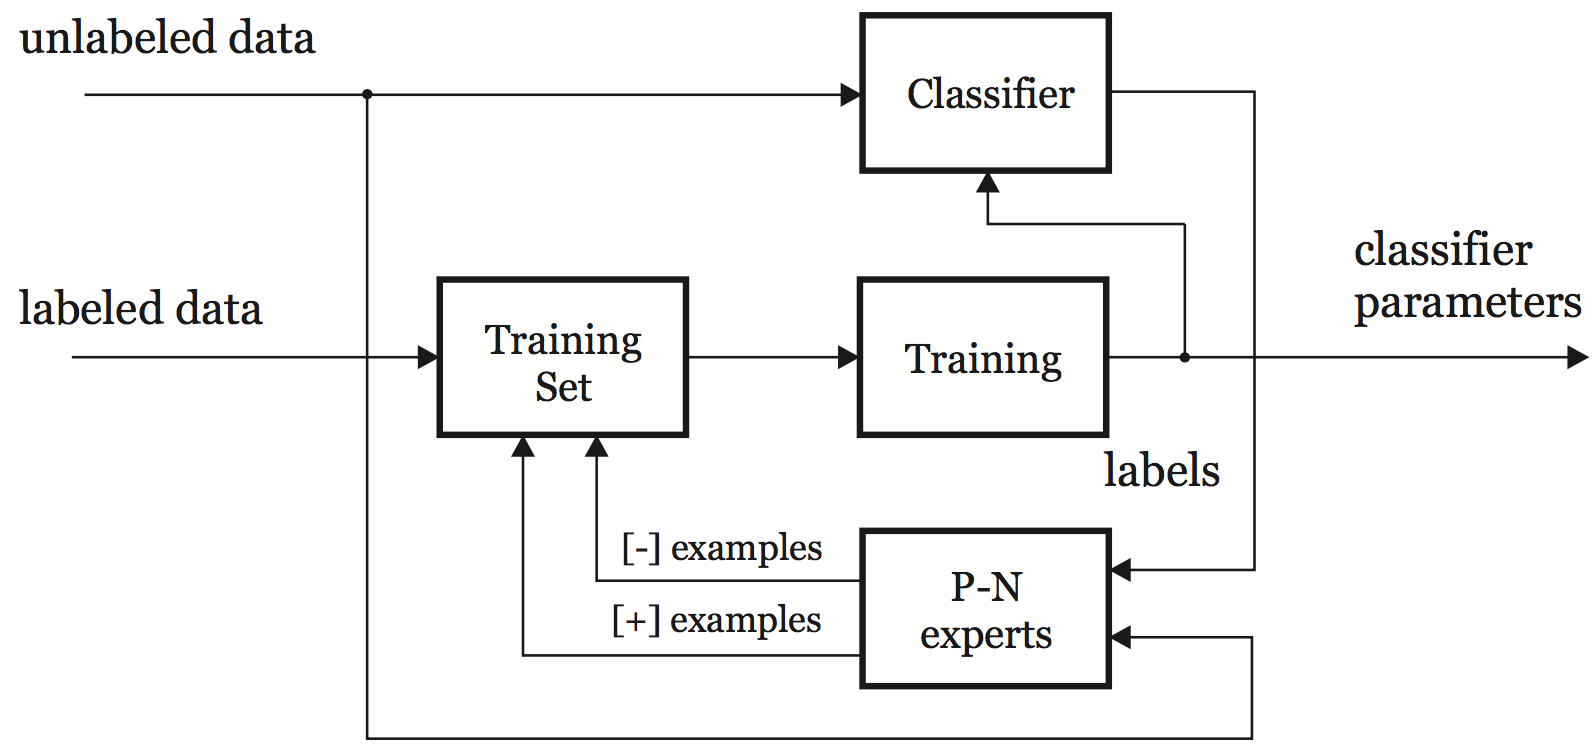 unlabeled data
Classifier
classifier
parameters
labeled data
Training
Set
Training
labels
[-] examples
[+] examples
P-N
experts